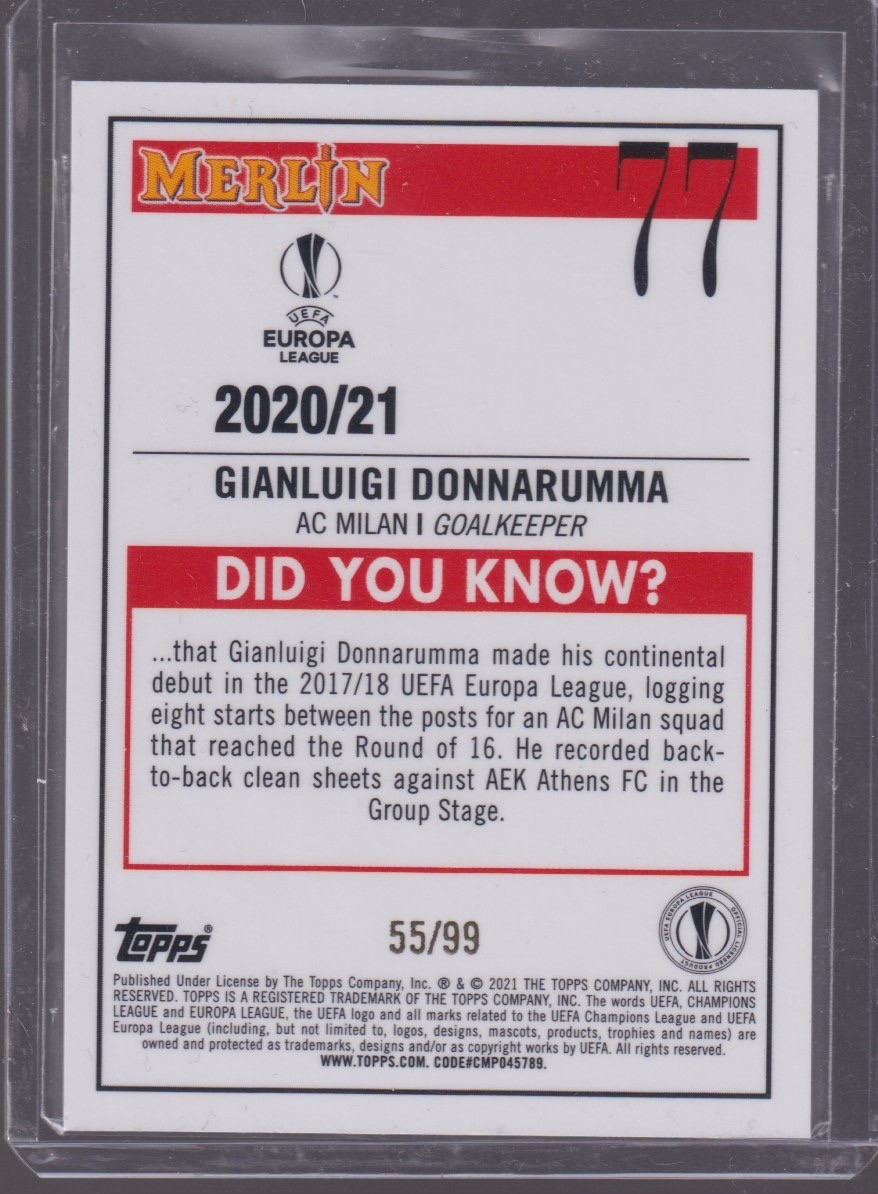 MERLIN 77
UEFA
EUROPA
LEAGUE
2020/21
GIANLUIGI DONNARUMMA
AC MILAN I GOALKEEPER
DID YOU KNOW?
...that Gianluigi Donnarumma made his continental
debut in the 2017/18 UEFA Europa League, logging
eight starts between the posts for an AC Milan squad
that reached the Round of 16. He recorded back-
to-back clean sheets against AEK Athens FC in the
Group Stage.
topps® 55/99
UEFA EUROPA LEAGUE OFFICIAL LICENSED PRODUCT
Published Under License by The Topps Company, Inc. ® & © 2021 THE TOPPS COMPANY, INC. ALL RIGHTS
RESERVED. TOPPS IS A REGISTERED TRADEMARK OF THE TOPPS COMPANY, INC. The words UEFA, CHAMPIONS
LEAGUE and EUROPA LEAGUE, the UEFA logo and all marks related to the UEFA Champions League and UEFA
Europa League (including, but not limited to, logos, designs, mascots, products, trophies and names) are
owned and protected as trademarks, designs and/or as copyright works by UEFA. All rights reserved.
WWW.TOPPS.COM. CODE#CMP045789.